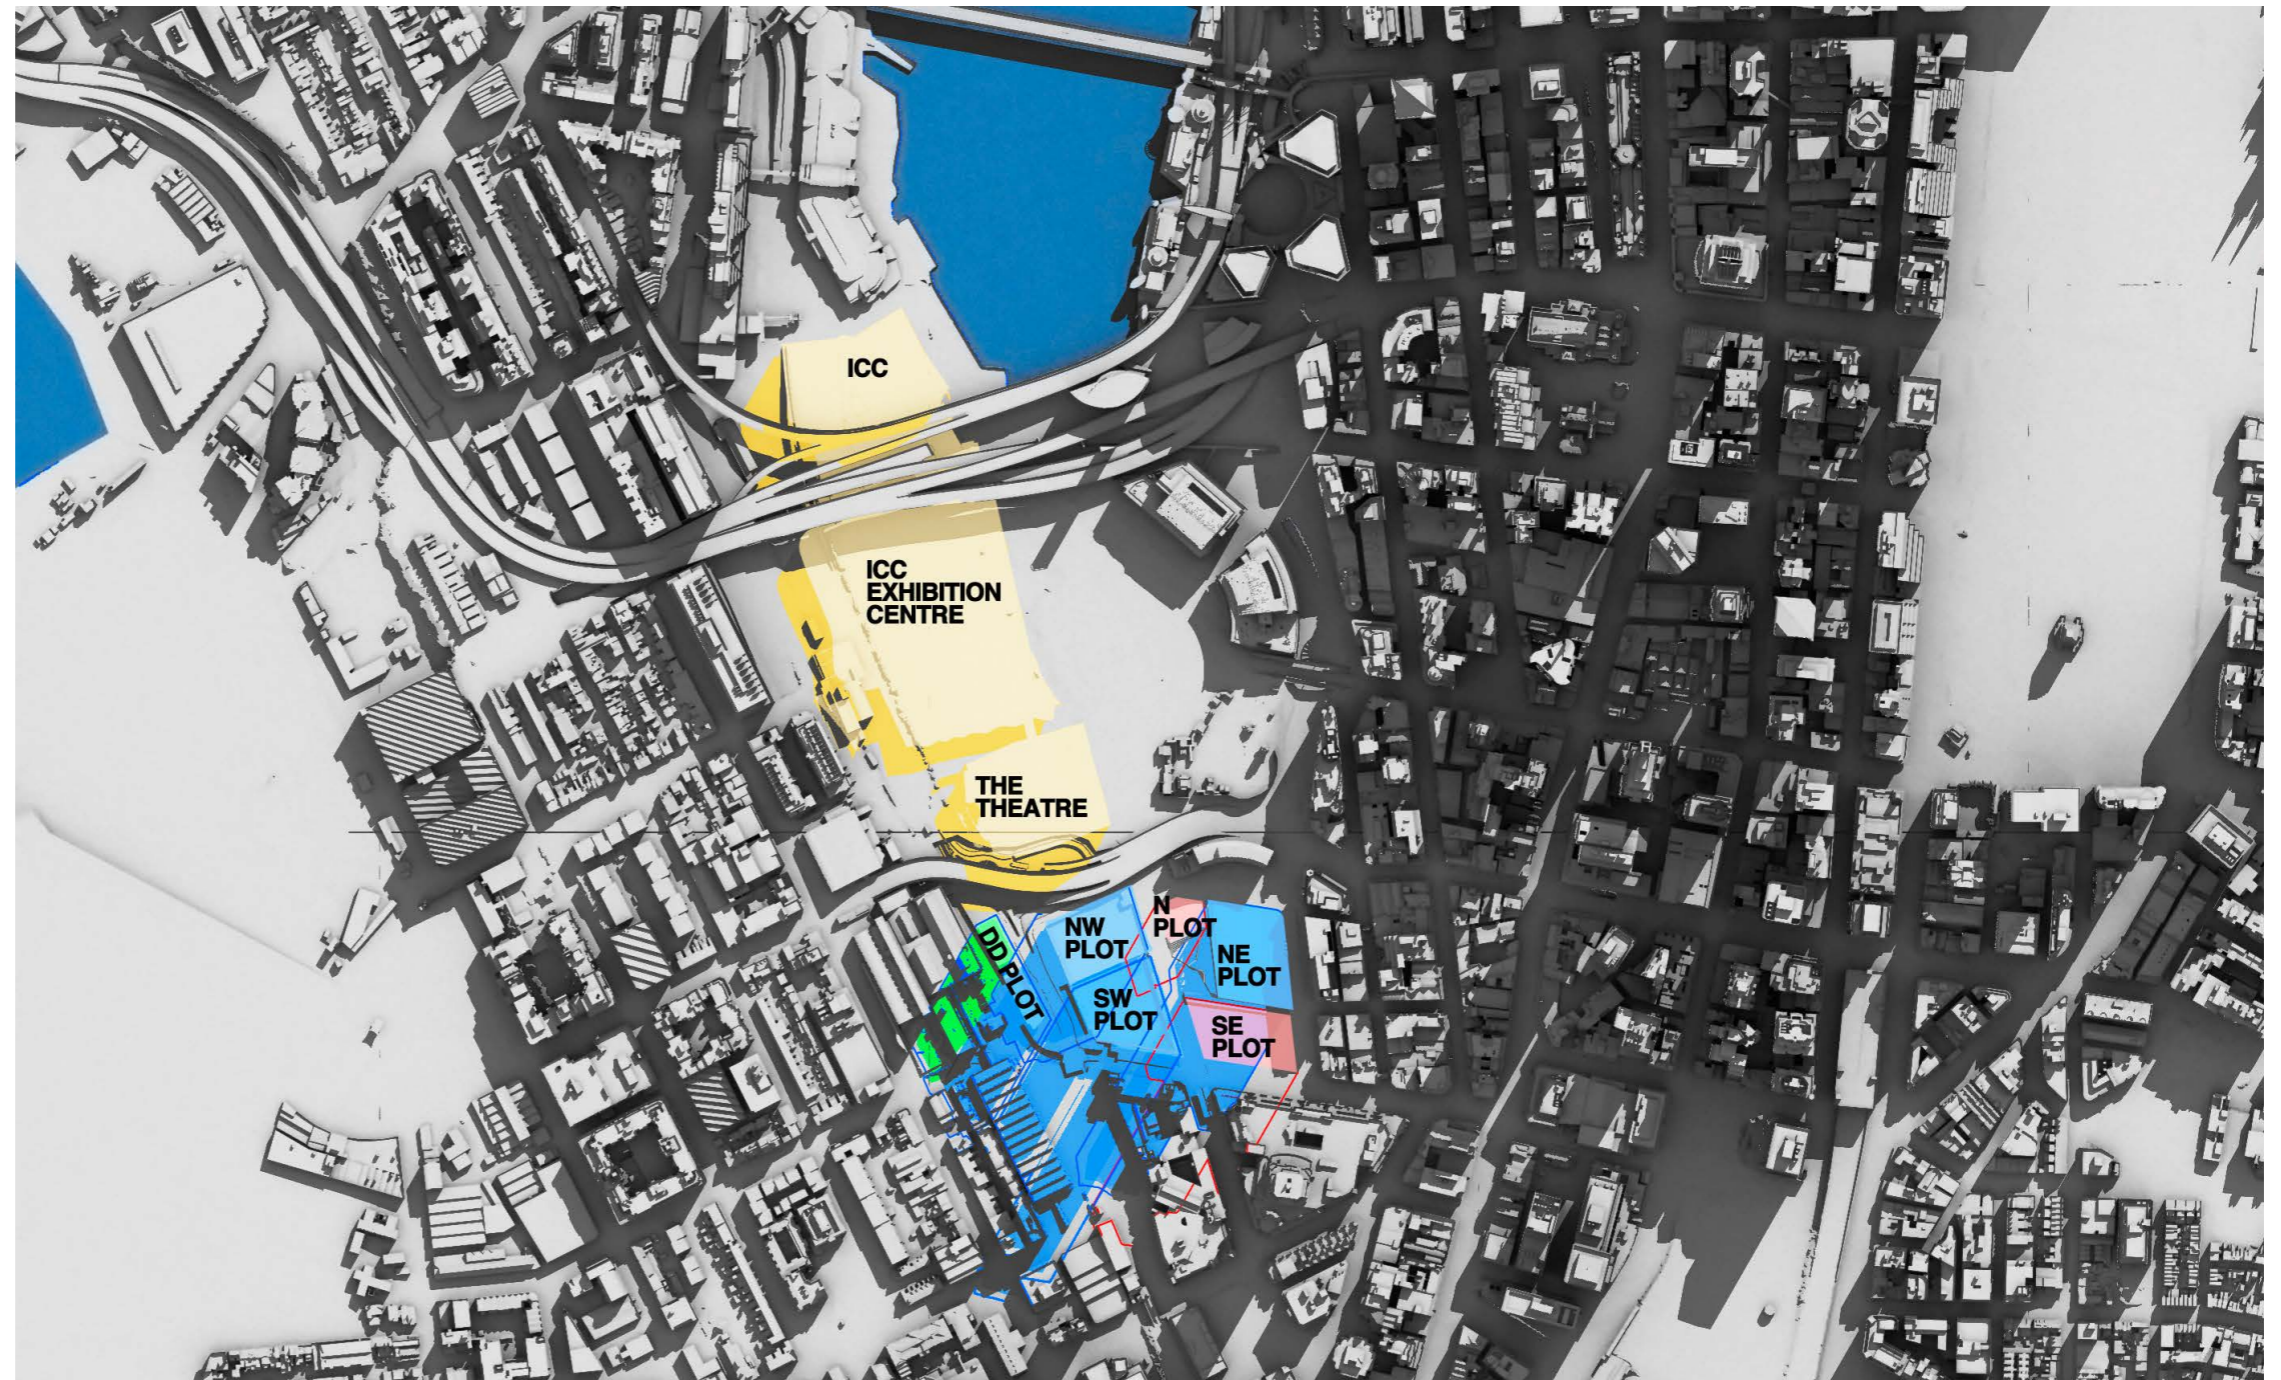 ICC
ICC
EXHIBITION
CENTRE
THE
THEATRE
DD PLOT
NW
PLOT
N
PLOT
NE
PLOT
SW
PLOT
SE
PLOT